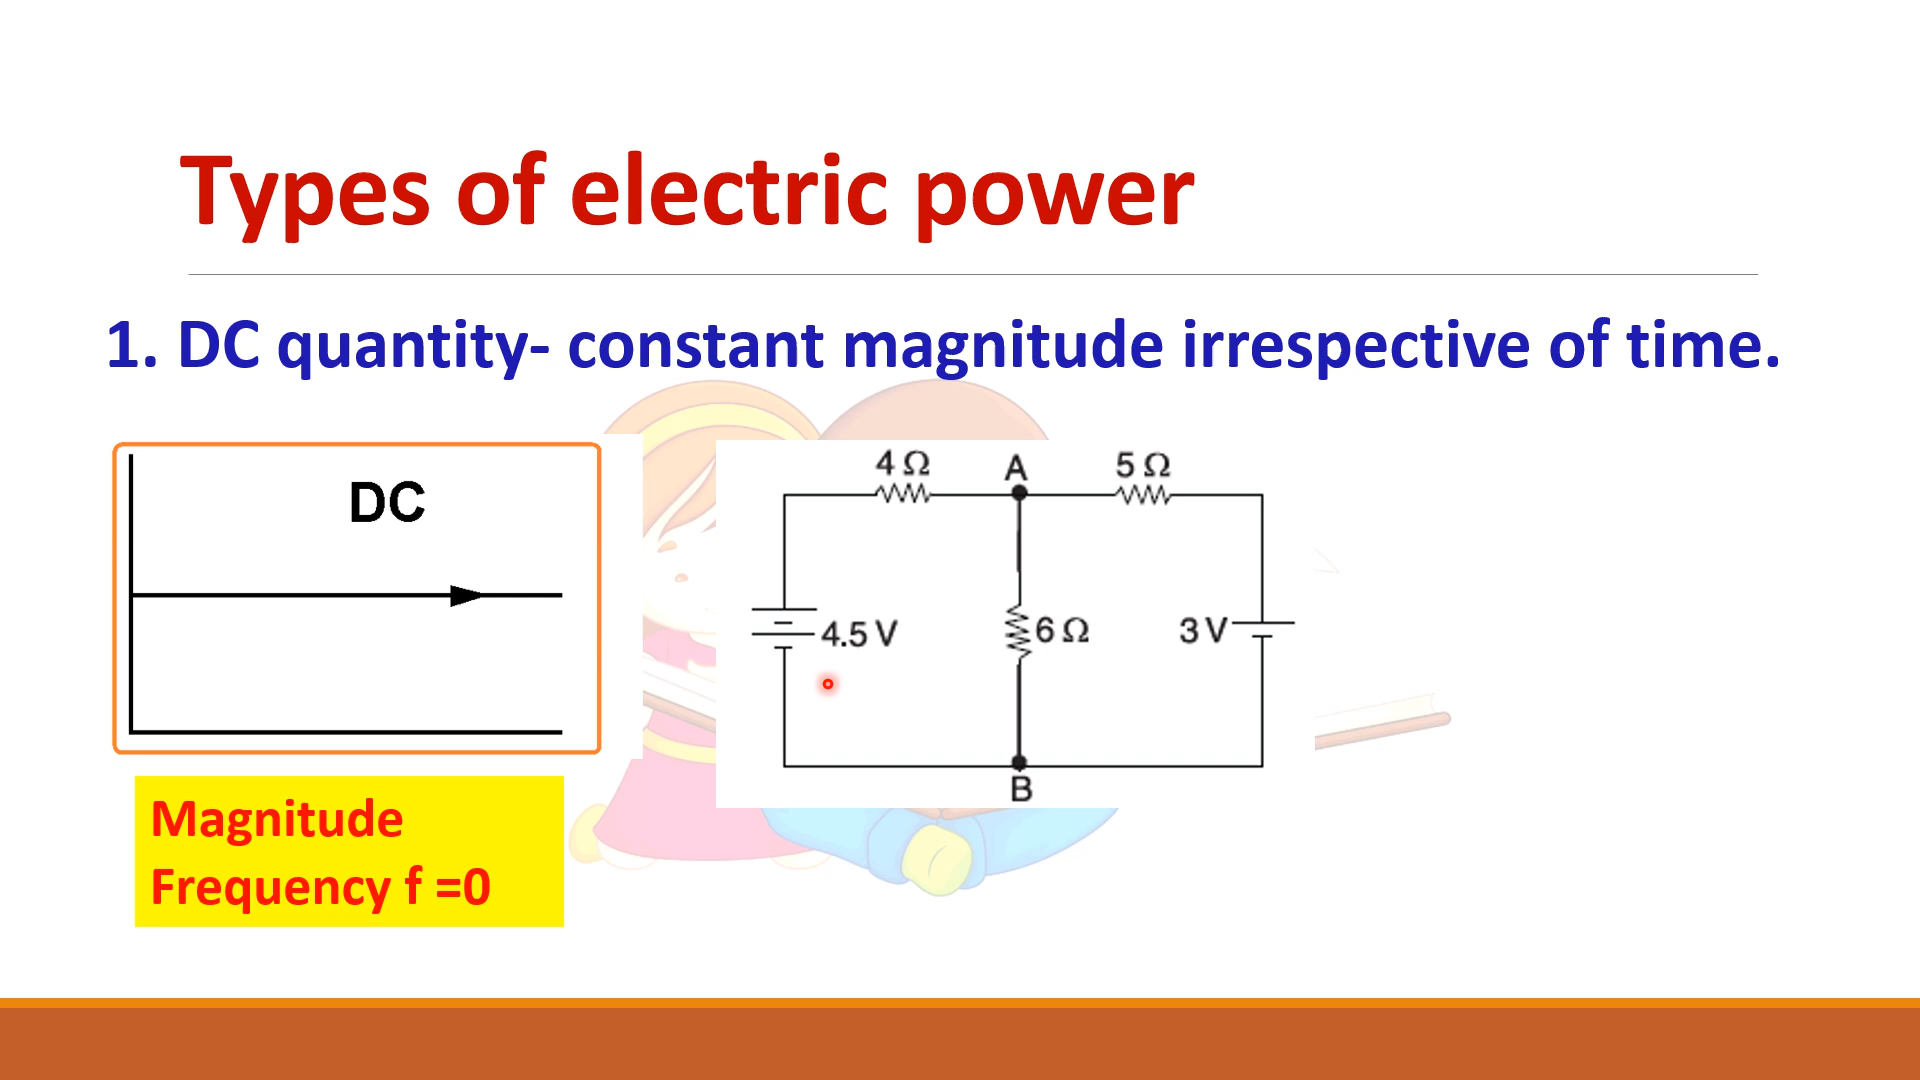 Types of electric power
1. DC quantity- constant magnitude irrespective of time.
DC
4 Ω
A
5 Ω
4.5 V
6 Ω
3 V
B
Magnitude
Frequency f =0